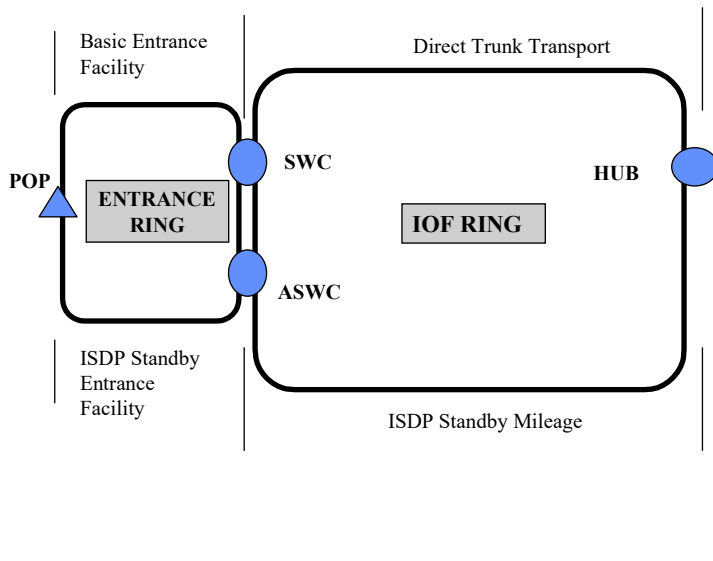 Basic Entrance
Facility
Direct Trunk Transport
SWC
HUB
POP
ENTRANCE
RING
IOF RING
ASWC
ISDP Standby
Entrance
Facility
ISDP Standby Mileage